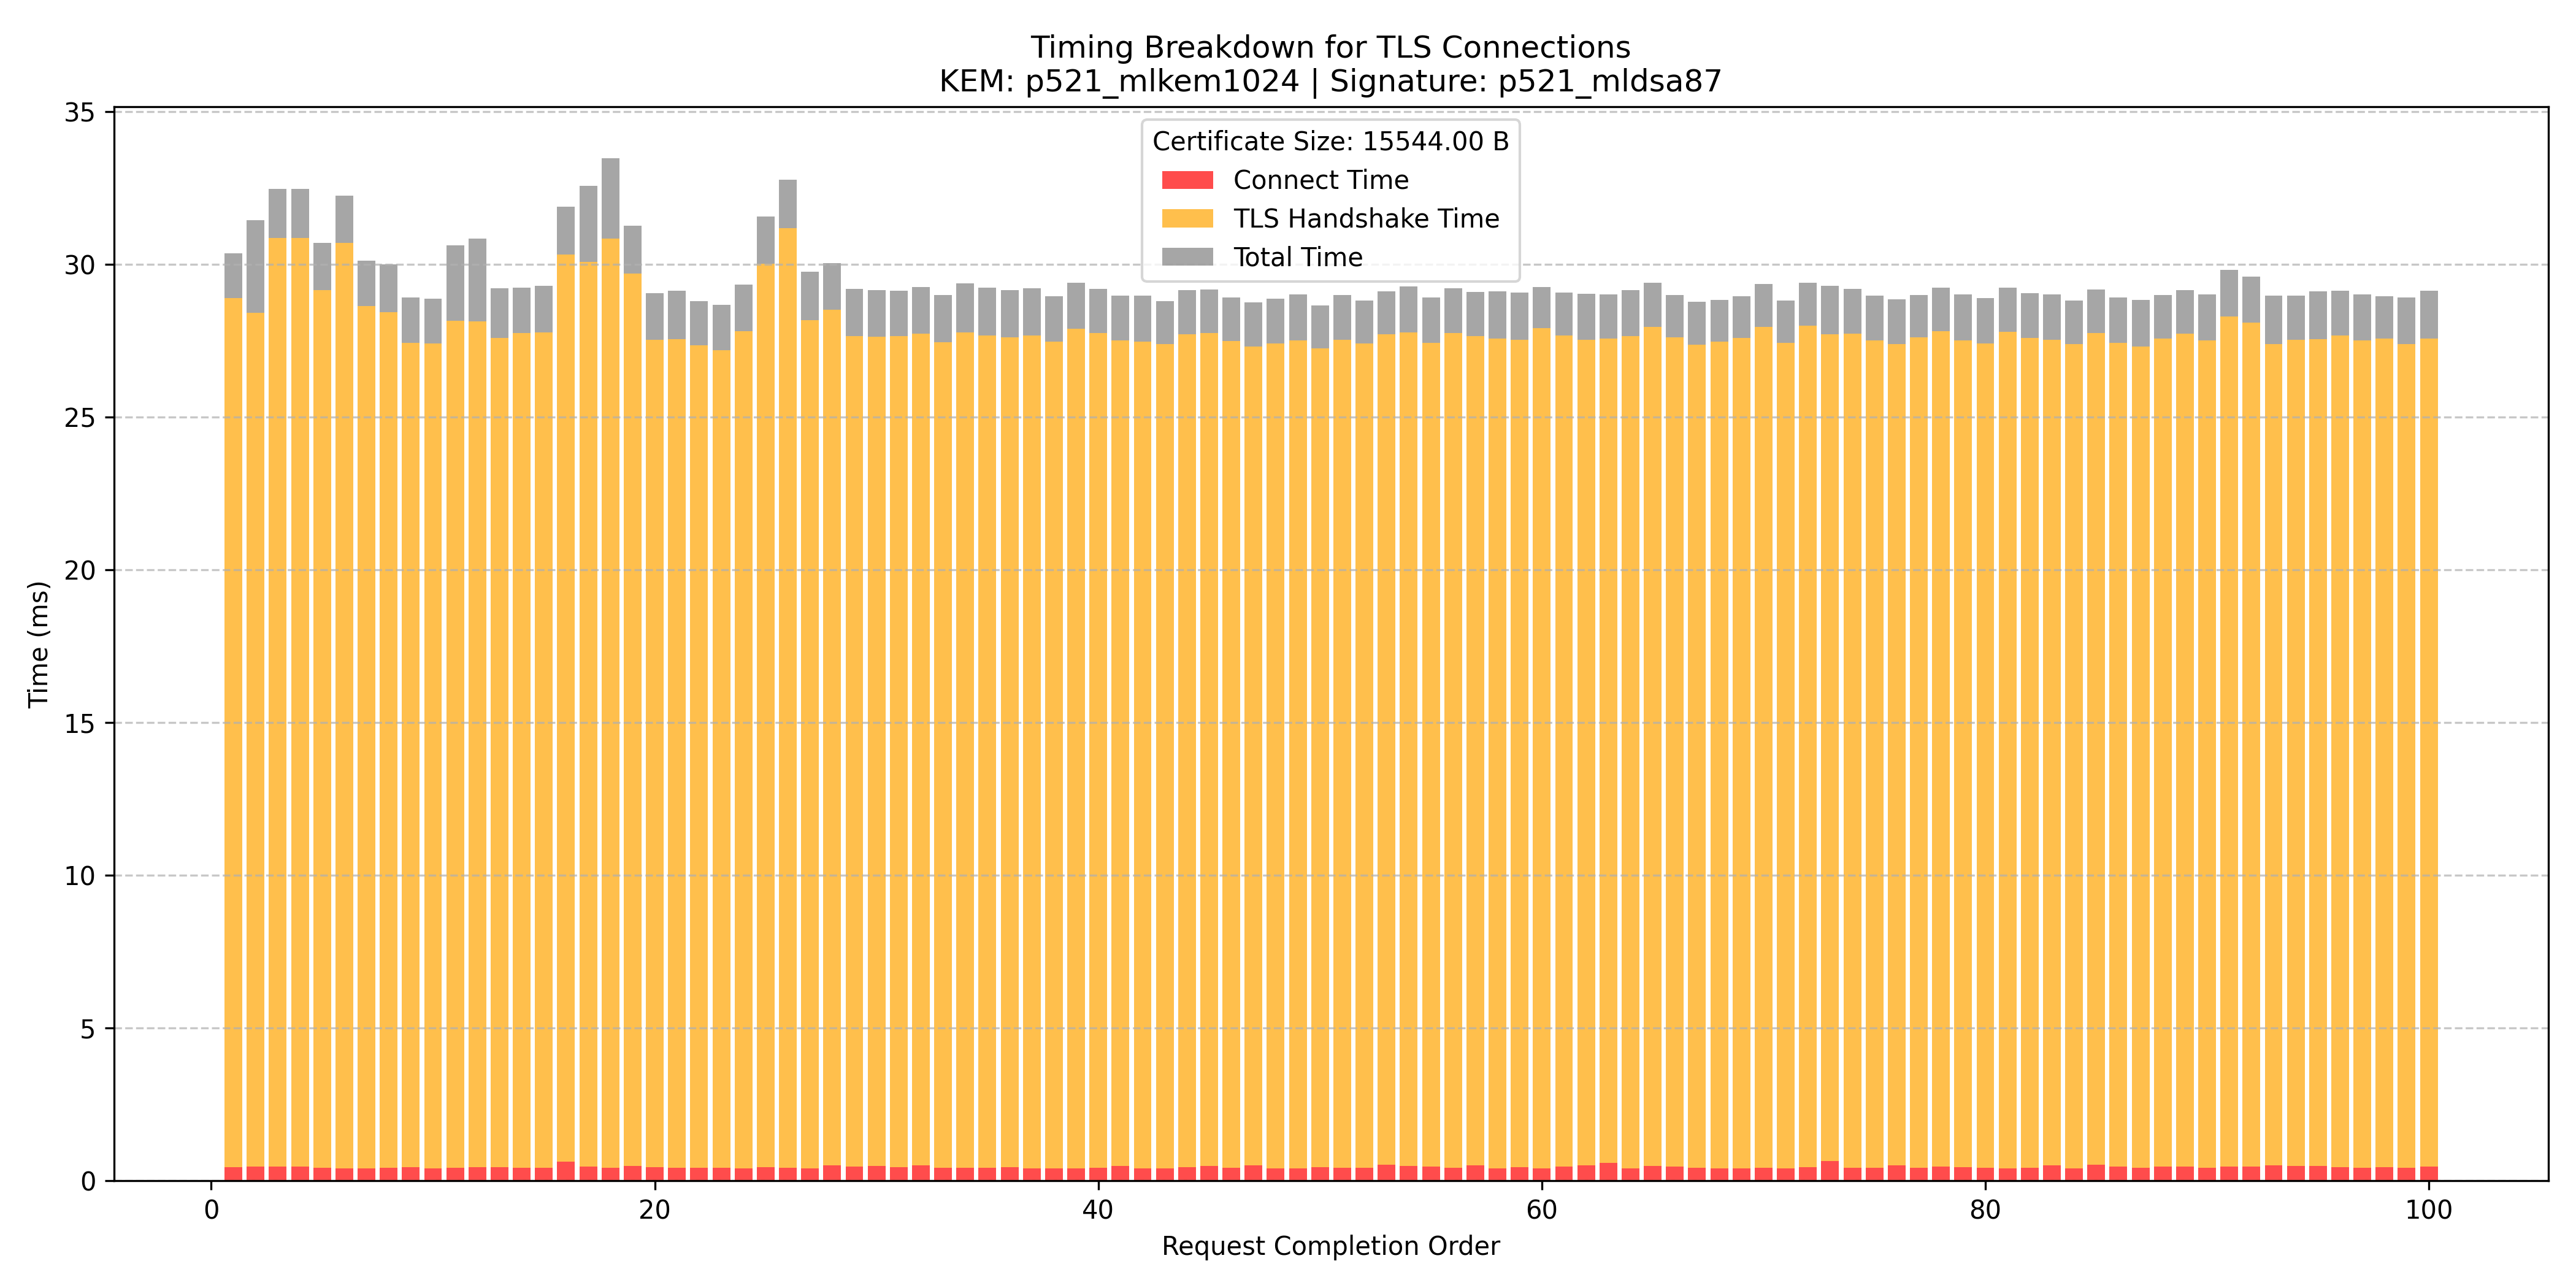 Timing Breakdown for TLS Connections
KEM: p521_mlkem1024 | Signature: p521_mldsa87
Certificate Size: 15544.00 B
Connect Time
TLS Handshake Time
Total Time
Time (ms)
35
30
25
20
15
10
5
0
0 20 40 60 80 100
Request Completion Order